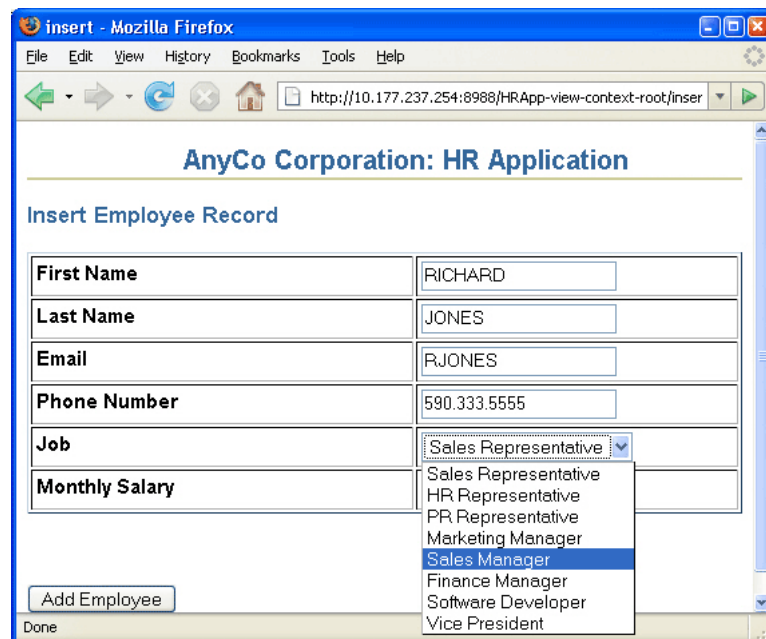 insert - Mozilla Firefox
File Edit View History Bookmarks Tools Help
http://10.177.237.254:8988/HRApp-view-context-root/inser
AnyCo Corporation: HR Application
Insert Employee Record
First Name RICHARD
Last Name JONES
Email RJONES
Phone Number 590.333.5555
Job Sales Representative
Monthly Salary
Sales Representative
HR Representative
PR Representative
Marketing Manager
Sales Manager
Finance Manager
Software Developer
Vice President
Add Employee
Done